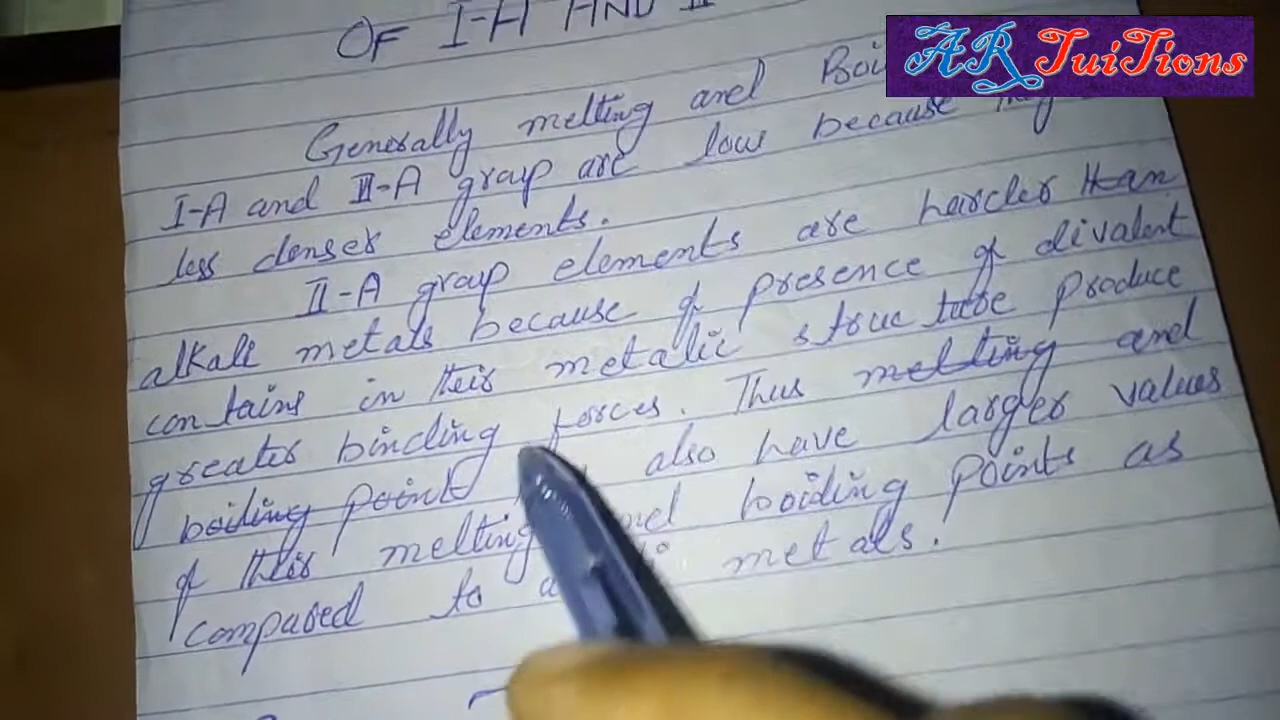 OF I-A AND II
AR TuiTions
Generally melting and Boi
I-A and II-A group are low because they
less denser elements.
II-A group elements are harder than
alkali metals because of presence of divalent
contains in their metalic structure produce
greater binding forces. Thus melting and
boiling point also have larger values
of their melting and boiding points as
compared to metals.